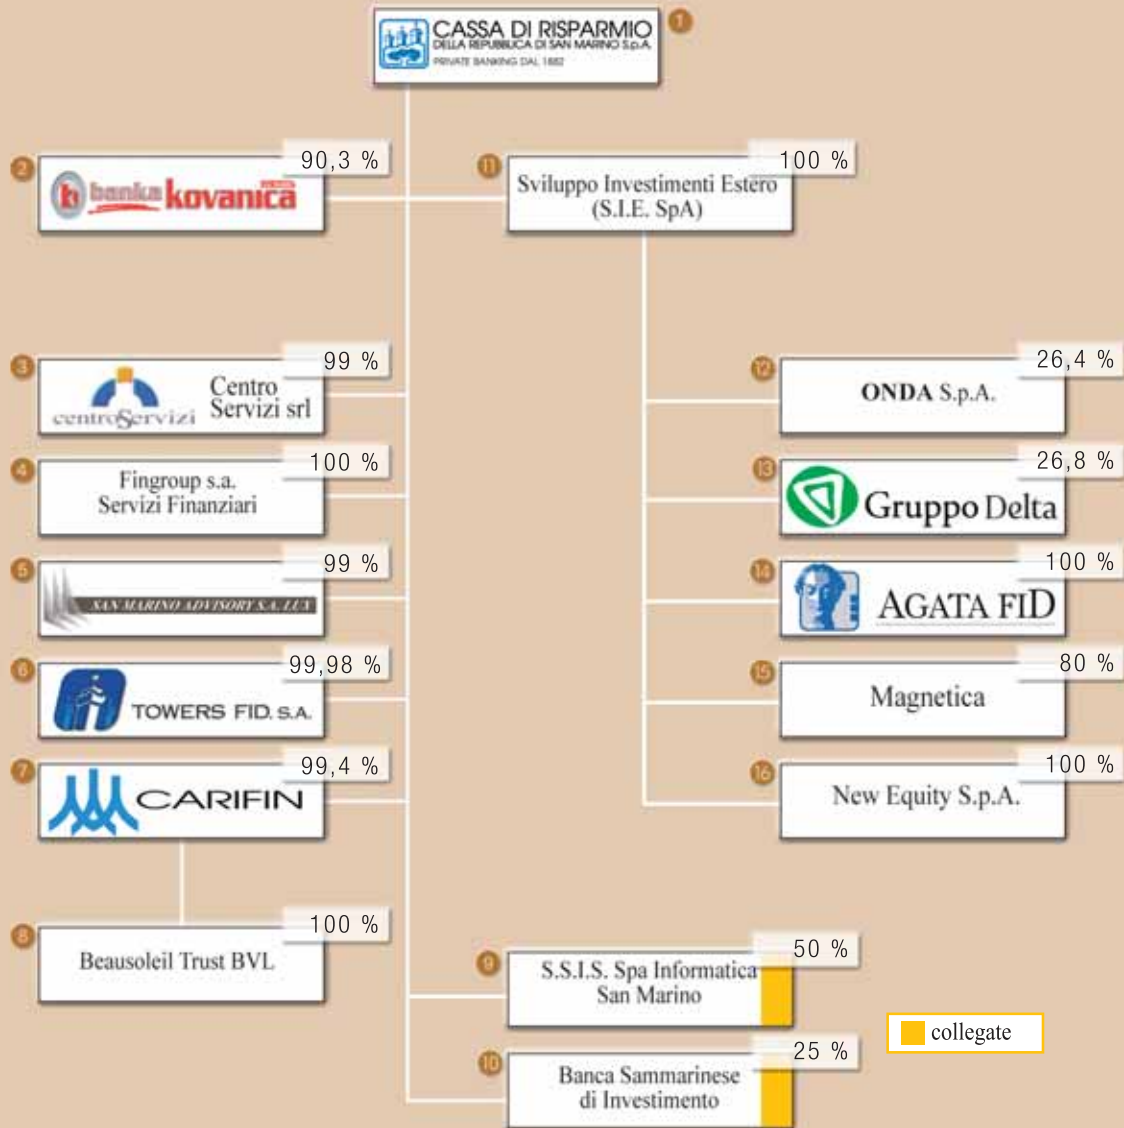 1
CASSA DI RISPARMIO
DELLA REPUBBLICA DI SAN MARINO S.p.A.
PRIVATE BANKING DAL 1882
2
90,3 %
banka kovanica
11
100 %
Sviluppo Investimenti Estero
(S.I.E. SpA)
3
99 %
Centro
Servizi srl
centroServizi
4
100 %
Fingroup s.a.
Servizi Finanziari
5
99 %
SAN MARINO ADVISORY S.A. LUX
6
99,98 %
TOWERS FID. S.A.
7
99,4 %
CARIFIN
8
100 %
Beausoleil Trust BVL
12
26,4 %
ONDA S.p.A.
13
26,8 %
Gruppo Delta
14
100 %
AGATA FID
15
80 %
Magnetica
16
100 %
New Equity S.p.A.
9
50 %
S.S.I.S. Spa Informatica
San Marino
10
25 %
Banca Sammarinese
di Investimento
collegate